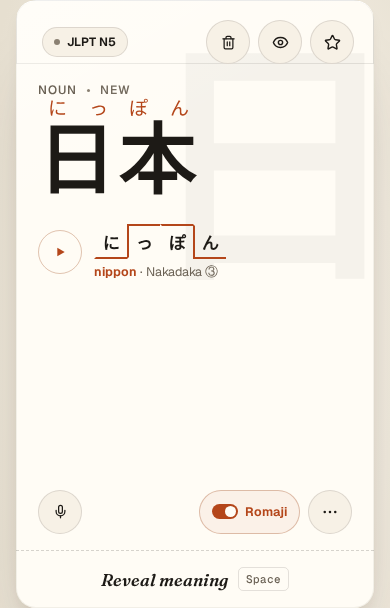 JLPT N5
NOUN • NEW
にっぽん
日本
にっぽん
nippon · Nakadaka ③
Romaji
Reveal meaning Space